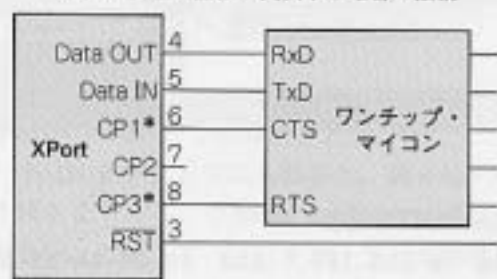 Data OUT 4 RxD
Data IN 5 TxD
CP1* 6 CTS
ワンチップ・
マイコン
XPort
CP2 7
CP3* 8 RTS
RST 3